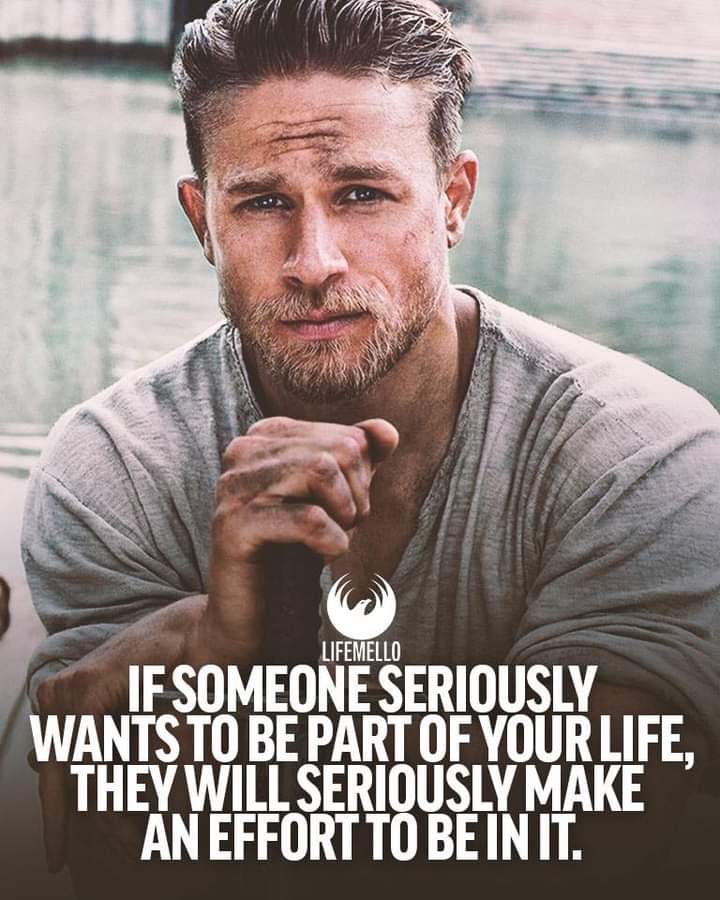 LIFEMELLO
IF SOMEONE SERIOUSLY
WANTS TO BE PART OF YOUR LIFE,
THEY WILL SERIOUSLY MAKE
AN EFFORT TO BE IN IT.